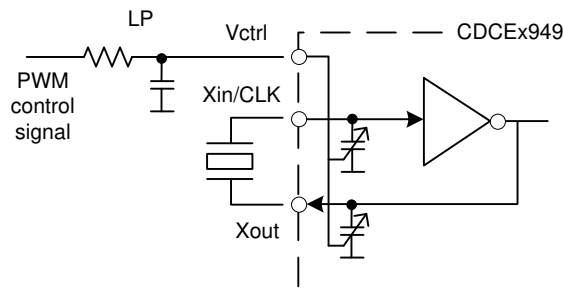 LP
Vctrl
CDCEx949
PWM
control
signal
Xin/CLK
Xout